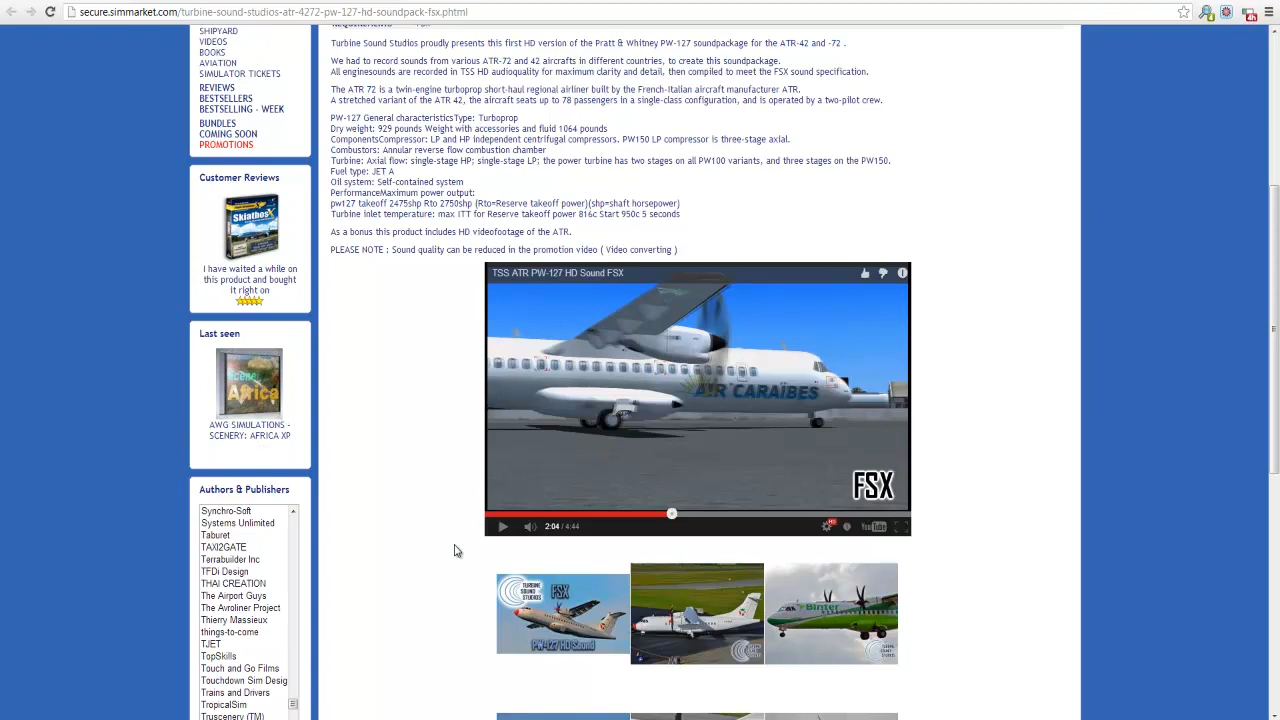 secure.simmarket.com/turbine-sound-studios-atr-4272-pw-127-hd-soundpack-fsx.phtml
SHIPYARD
VIDEOS
BOOKS
AVIATION
SIMULATOR TICKETS
REVIEWS
BESTSELLERS
BESTSELLING - WEEK
BUNDLES
COMING SOON
PROMOTIONS
Customer Reviews
SkiathosX
I have waited a while on
this product and bought
it right on
Last seen
Scenery
Africa
AWG SIMULATIONS -
SCENERY: AFRICA XP
Authors & Publishers
Synchro-Soft
Systems Unlimited
Taburet
TAXI2GATE
Terrabuilder Inc
TFDi Design
THAI CREATION
The Airport Guys
The Avroliner Project
Thierry Massieux
things-to-come
TJET
TopSkills
Touch and Go Films
Touchdown Sim Desig
Trains and Drivers
TropicalSim
Truscenery (TM)
Turbine Sound Studios proudly presents this first HD version of the Pratt & Whitney PW-127 soundpackage for the ATR-42 and -72 .
We had to record sounds from various ATR-72 and 42 aircrafts in different countries, to create this soundpackage.
All enginesounds are recorded in TSS HD audioquality for maximum clarity and detail, then compiled to meet the FSX sound specification.
The ATR 72 is a twin-engine turboprop short-haul regional airliner built by the French-Italian aircraft manufacturer ATR.
A stretched variant of the ATR 42, the aircraft seats up to 78 passengers in a single-class configuration, and is operated by a two-pilot crew.
PW-127 General characteristicsType: Turboprop
Dry weight: 929 pounds Weight with accessories and fluid 1064 pounds
ComponentsCompressor: LP and HP independent centrifugal compressors. PW150 LP compressor is three-stage axial.
Combustors: Annular reverse flow combustion chamber
Turbine: Axial flow: single-stage HP; single-stage LP; the power turbine has two stages on all PW100 variants, and three stages on the PW150.
Fuel type: JET A
Oil system: Self-contained system
PerformanceMaximum power output:
pw127 takeoff 2475shp Rto 2750shp (Rto=Reserve takeoff power)(shp=shaft horsepower)
Turbine inlet temperature: max ITT for Reserve takeoff power 816c Start 950c 5 seconds
As a bonus this product includes HD videofootage of the ATR.
PLEASE NOTE : Sound quality can be reduced in the promotion video ( Video converting )
TSS ATR PW-127 HD Sound FSX
AIR CARAÏBES
FSX
2:04 / 4:44
YouTube
TURBINE
SOUND
STUDIOS
FSX
PW-127 HD Sound
Binter